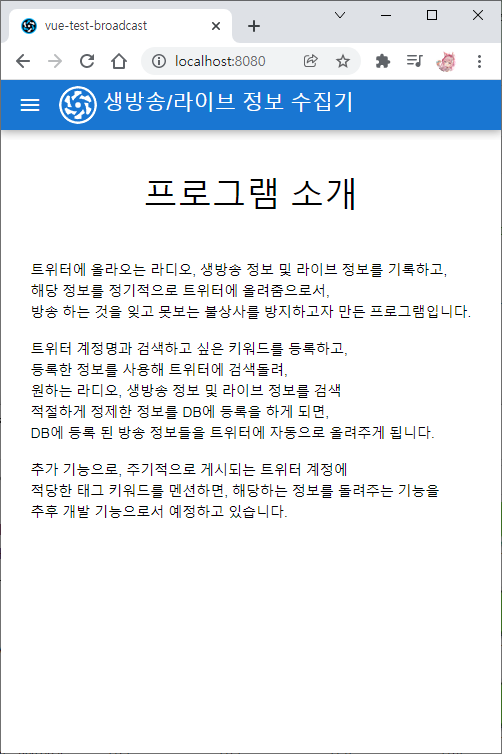 vue-test-broadcast
localhost:8080
생방송/라이브 정보 수집기
프로그램 소개
트위터에 올라오는 라디오, 생방송 정보 및 라이브 정보를 기록하고,
해당 정보를 정기적으로 트위터에 올려줌으로서,
방송 하는 것을 잊고 못보는 불상사를 방지하고자 만든 프로그램입니다.
트위터 계정명과 검색하고 싶은 키워드를 등록하고,
등록한 정보를 사용해 트위터에 검색돌려,
원하는 라디오, 생방송 정보 및 라이브 정보를 검색
적절하게 정제한 정보를 DB에 등록을 하게 되면,
DB에 등록 된 방송 정보들을 트위터에 자동으로 올려주게 됩니다.
추가 기능으로, 주기적으로 게시되는 트위터 계정에
적당한 태그 키워드를 멘션하면, 해당하는 정보를 돌려주는 기능을
추후 개발 기능으로서 예정하고 있습니다.